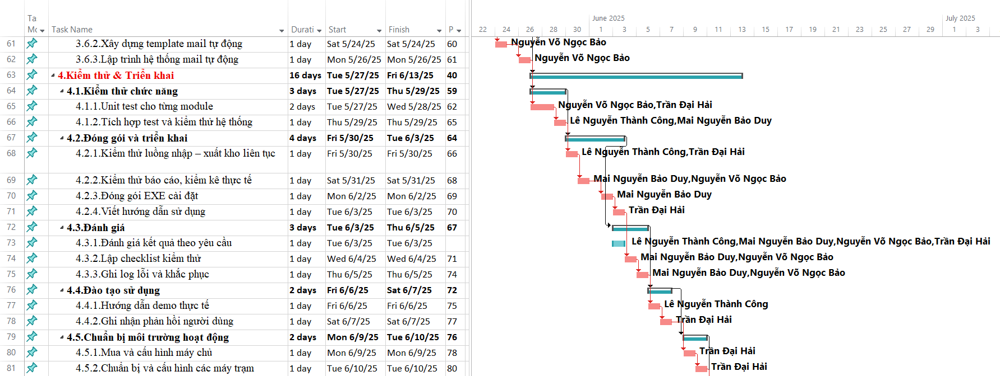 Ta
Mo Task Name Durati Start Finish P
June 2025 July 2025
22 24 26 28 30 1 3 5 7 9 11 13 15 17 19 21 23 25 27 29 1 3
61 3.6.2.Xây dựng template mail tự động 1 day Sat 5/24/25 Sat 5/24/25 60 Nguyễn Võ Ngọc Bảo
62 3.6.3.Lập trình hệ thống mail tự động 1 day Mon 5/26/25 Mon 5/26/25 61 Nguyễn Võ Ngọc Bảo
63 4.Kiểm thử & Triển khai 16 days Tue 5/27/25 Fri 6/13/25 40
64 4.1.Kiểm thử chức năng 3 days Tue 5/27/25 Thu 5/29/25 59
65 4.1.1.Unit test cho từng module 2 days Tue 5/27/25 Wed 5/28/25 62 Nguyễn Võ Ngọc Bảo,Trần Đại Hải
66 4.1.2.Tích hợp test và kiểm thử hệ thống 1 day Thu 5/29/25 Thu 5/29/25 65 Lê Nguyễn Thành Công,Mai Nguyễn Bảo Duy
67 4.2.Đóng gói và triển khai 4 days Fri 5/30/25 Tue 6/3/25 64
68 4.2.1.Kiểm thử luồng nhập – xuất kho liên tục 1 day Fri 5/30/25 Fri 5/30/25 66 Lê Nguyễn Thành Công,Trần Đại Hải
69 4.2.2.Kiểm thử báo cáo, kiểm kê thực tế 1 day Sat 5/31/25 Sat 5/31/25 68 Mai Nguyễn Bảo Duy,Nguyễn Võ Ngọc Bảo
70 4.2.3.Đóng gói EXE cài đặt 1 day Mon 6/2/25 Mon 6/2/25 69 Mai Nguyễn Bảo Duy
71 4.2.4.Viết hướng dẫn sử dụng 1 day Tue 6/3/25 Tue 6/3/25 70 Trần Đại Hải
72 4.3.Đánh giá 3 days Tue 6/3/25 Thu 6/5/25 67
73 4.3.1.Đánh giá kết quả theo yêu cầu 1 day Tue 6/3/25 Tue 6/3/25 Lê Nguyễn Thành Công,Mai Nguyễn Bảo Duy,Nguyễn Võ Ngọc Bảo,Trần Đại Hải
74 4.3.2.Lập checklist kiểm thử 1 day Wed 6/4/25 Wed 6/4/25 71 Mai Nguyễn Bảo Duy,Nguyễn Võ Ngọc Bảo
75 4.3.3.Ghi log lỗi và khắc phục 1 day Thu 6/5/25 Thu 6/5/25 74 Mai Nguyễn Bảo Duy,Nguyễn Võ Ngọc Bảo
76 4.4.Đào tạo sử dụng 2 days Fri 6/6/25 Sat 6/7/25 72
77 4.4.1.Hướng dẫn demo thực tế 1 day Fri 6/6/25 Fri 6/6/25 75 Lê Nguyễn Thành Công
78 4.4.2.Ghi nhận phản hồi người dùng 1 day Sat 6/7/25 Sat 6/7/25 77 Trần Đại Hải
79 4.5.Chuẩn bị môi trường hoạt động 2 days Mon 6/9/25 Tue 6/10/25 76
80 4.5.1.Mua và cấu hình máy chủ 1 day Mon 6/9/25 Mon 6/9/25 78 Trần Đại Hải
81 4.5.2.Chuẩn bị và cấu hình các máy trạm 1 day Tue 6/10/25 Tue 6/10/25 80 Trần Đại Hải